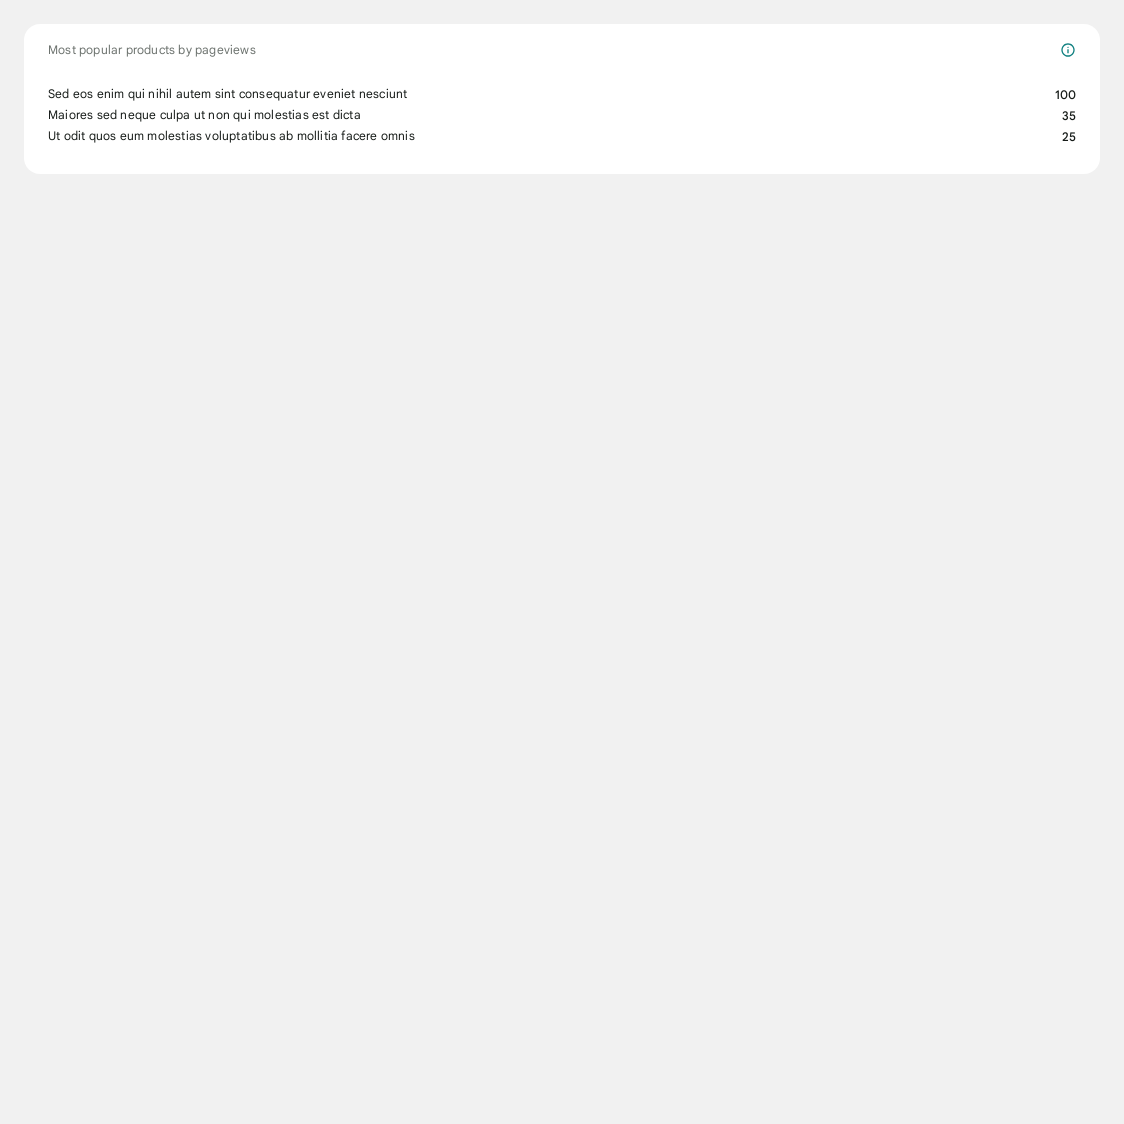 Most popular products by pageviews
Sed eos enim qui nihil autem sint consequatur eveniet nesciunt 100
Maiores sed neque culpa ut non qui molestias est dicta 35
Ut odit quos eum molestias voluptatibus ab mollitia facere omnis 25